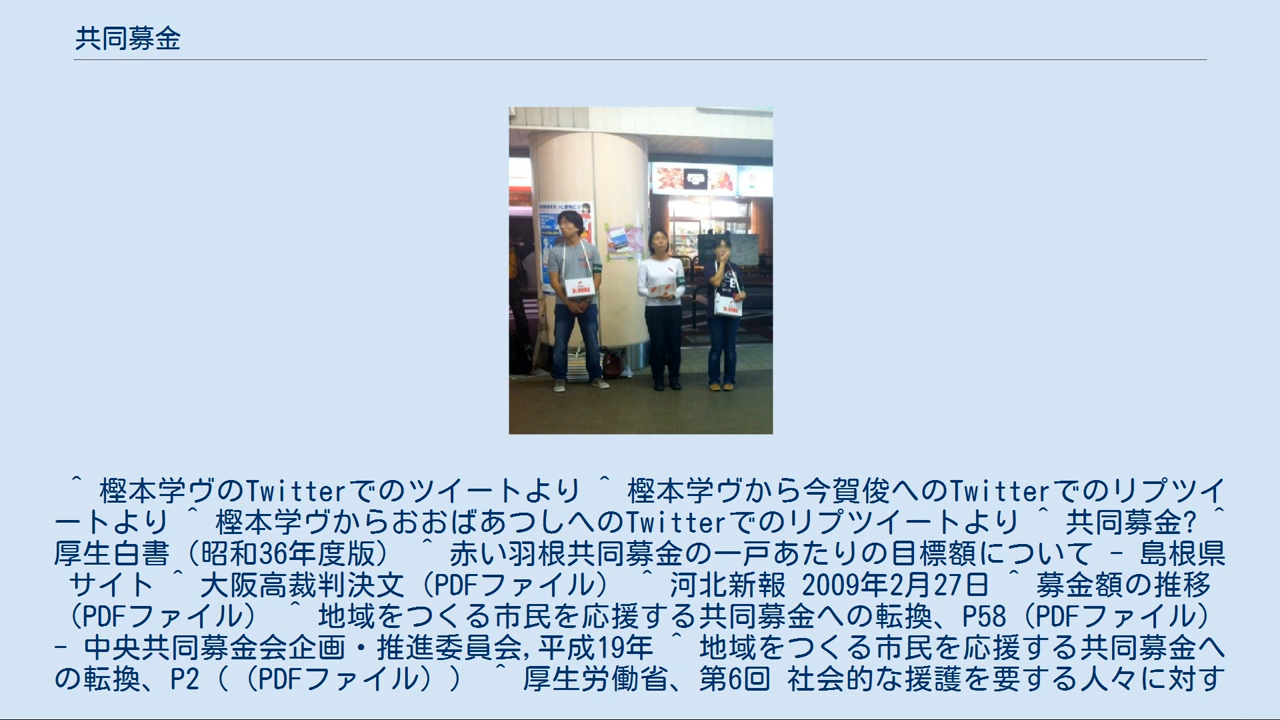 共同募金
^ 樫本学ヴのTwitterでのツイートより ^ 樫本学ヴから今賀俊へのTwitterでのリプツイ
ートより ^ 樫本学ヴからおおばあつしへのTwitterでのリプツイートより ^ 共同募金? ^
厚生白書（昭和36年度版） ^ 赤い羽根共同募金の一戸あたりの目標額について - 島根県
サイト ^ 大阪高裁判決文（PDFファイル） ^ 河北新報 2009年2月27日 ^ 募金額の推移
（PDFファイル） ^ 地域をつくる市民を応援する共同募金への転換、P58（PDFファイル）
- 中央共同募金会企画・推進委員会,平成19年 ^ 地域をつくる市民を応援する共同募金へ
の転換、P2（（PDFファイル）） ^ 厚生労働省、第6回 社会的な援護を要する人々に対す